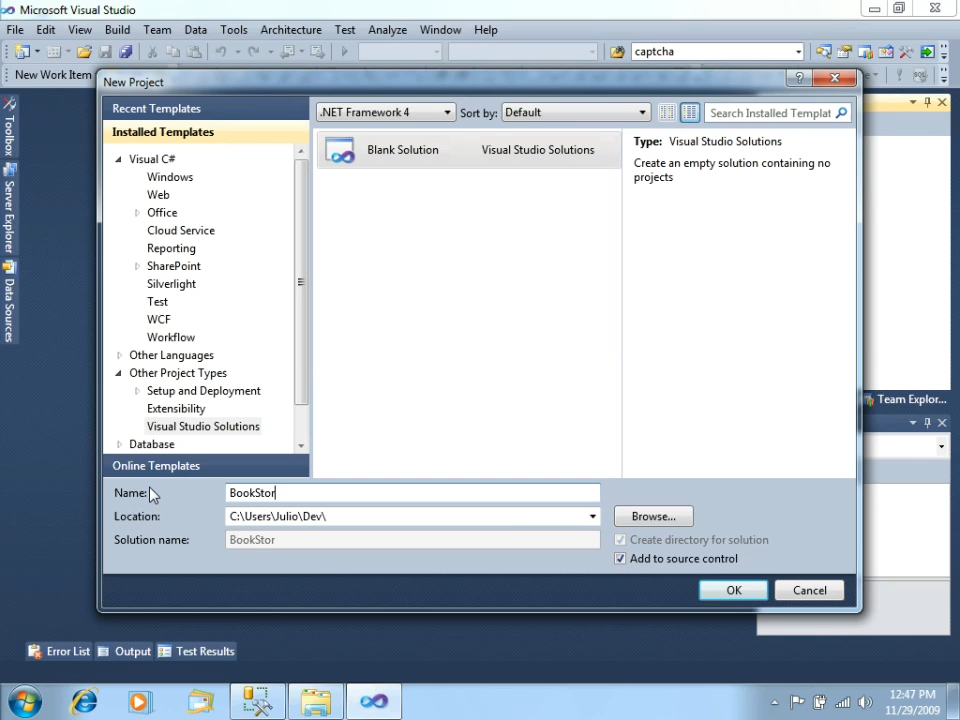 Microsoft Visual Studio
File Edit View Build Team Data Tools Architecture Test Analyze Window Help
captcha
New Work Item
New Project
Toolbox
Server Explorer
Data Sources
Recent Templates
Installed Templates
.NET Framework 4 Sort by: Default Search Installed Templat
Visual C#
Windows
Web
Office
Cloud Service
Reporting
SharePoint
Silverlight
Test
WCF
Workflow
Other Languages
Other Project Types
Setup and Deployment
Extensibility
Visual Studio Solutions
Database
Online Templates
Blank Solution Visual Studio Solutions
Type: Visual Studio Solutions
Create an empty solution containing no
projects
Team Explor...
Name: BookStor
Location: C:\Users\Julio\Dev\ Browse...
Solution name: BookStor Create directory for solution
Add to source control
OK Cancel
Error List Output Test Results
12:47 PM
11/29/2009